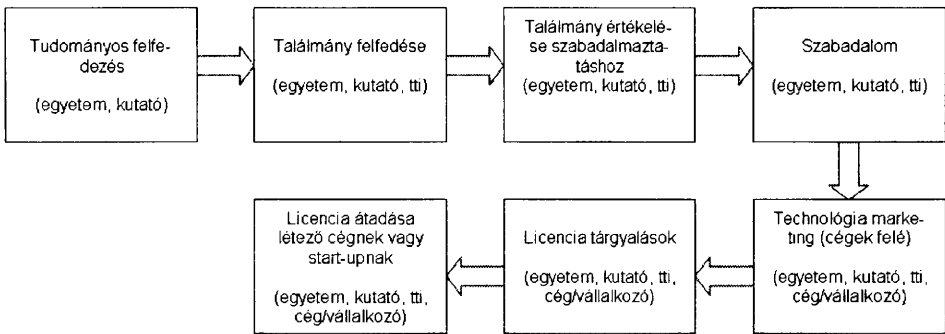 Tudományos felfe-
dezés
(egyetem, kutató)
Találmány felfedése
(egyetem, kutató, tti)
Találmány értékelé-
se szabadalmazta-
táshoz
(egyetem, kutató, tti)
Szabadalom
(egyetem, kutató, tti)
Technológia marke-
ting (cégek felé)
(egyetem, kutató, tti,
cég/vállalkozó)
Licencia tárgyalások
(egyetem, kutató, tti,
cég/vállalkozó)
Licencia átadása
létező cégnek vagy
start-upnak
(egyetem, kutató, tti,
cég/vállalkozó)